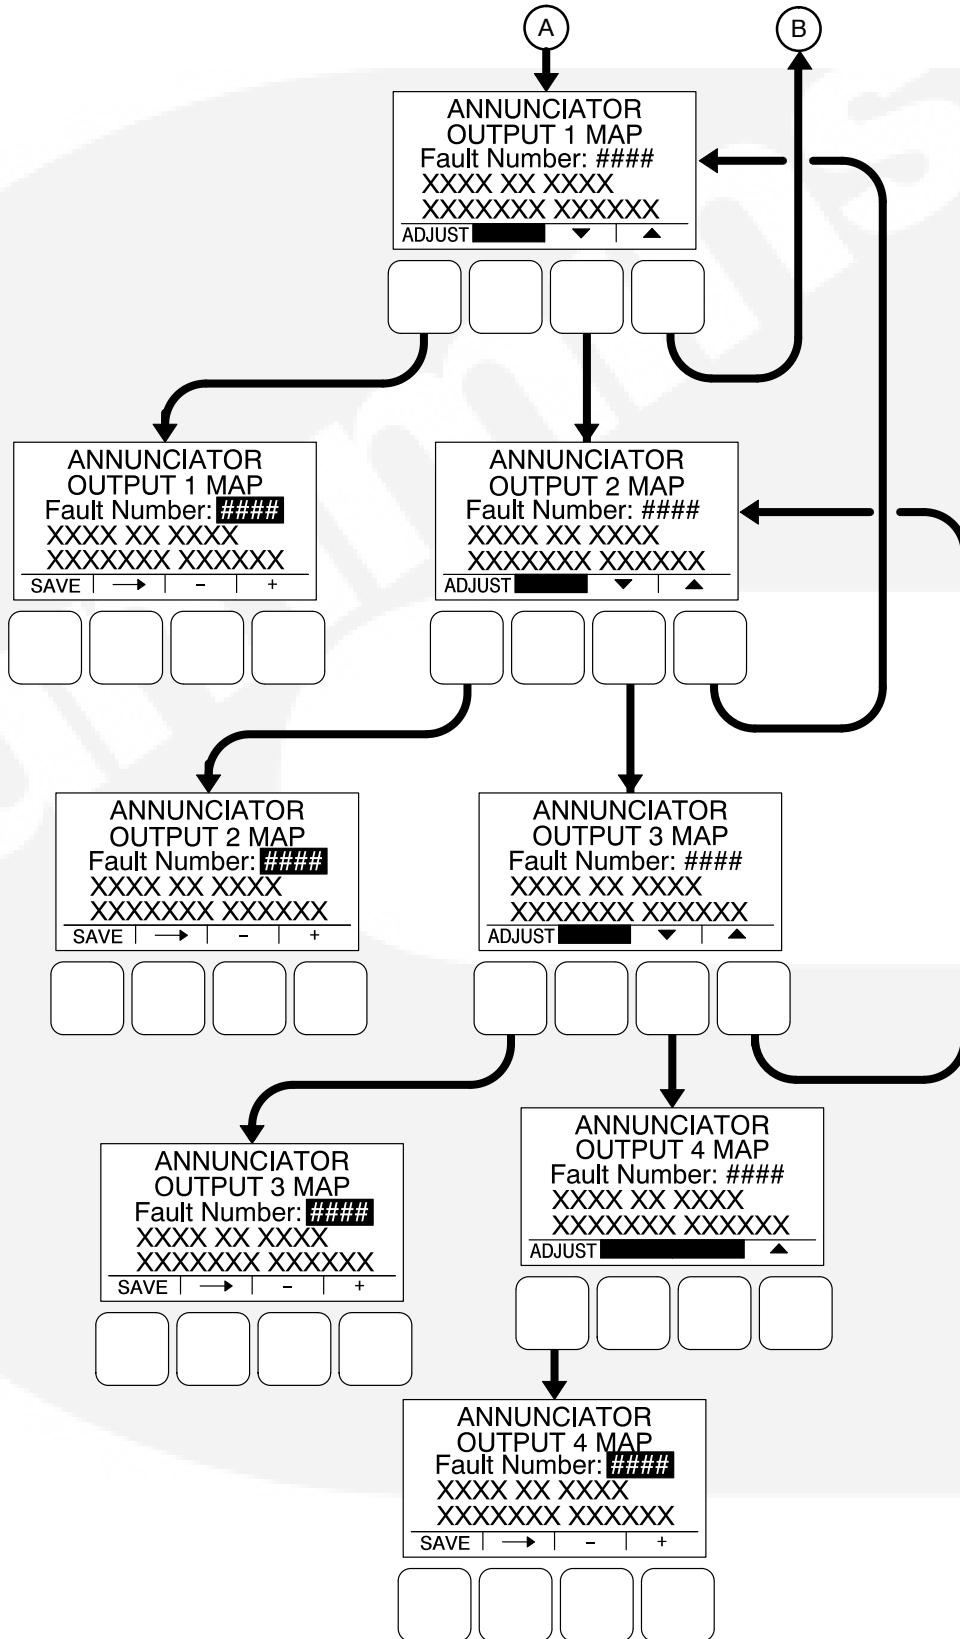 A
B
ANNUNCIATOR
OUTPUT 1 MAP
Fault Number: ####
XXXX XX XXXX
XXXXXXX XXXXXX
ADJUST
ANNUNCIATOR
OUTPUT 1 MAP
Fault Number: ####
XXXX XX XXXX
XXXXXXX XXXXXX
SAVE → - +
ANNUNCIATOR
OUTPUT 2 MAP
Fault Number: ####
XXXX XX XXXX
XXXXXXX XXXXXX
ADJUST
ANNUNCIATOR
OUTPUT 2 MAP
Fault Number: ####
XXXX XX XXXX
XXXXXXX XXXXXX
SAVE → - +
ANNUNCIATOR
OUTPUT 3 MAP
Fault Number: ####
XXXX XX XXXX
XXXXXXX XXXXXX
ADJUST
ANNUNCIATOR
OUTPUT 3 MAP
Fault Number: ####
XXXX XX XXXX
XXXXXXX XXXXXX
SAVE → - +
ANNUNCIATOR
OUTPUT 4 MAP
Fault Number: ####
XXXX XX XXXX
XXXXXXX XXXXXX
ADJUST
ANNUNCIATOR
OUTPUT 4 MAP
Fault Number: ####
XXXX XX XXXX
XXXXXXX XXXXXX
SAVE → - +